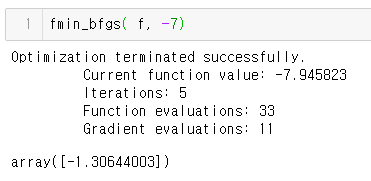 1 fmin_bfgs( f, -7)
Optimization terminated successfully.
Current function value: -7.945823
Iterations: 5
Function evaluations: 33
Gradient evaluations: 11
array([-1.30644003])